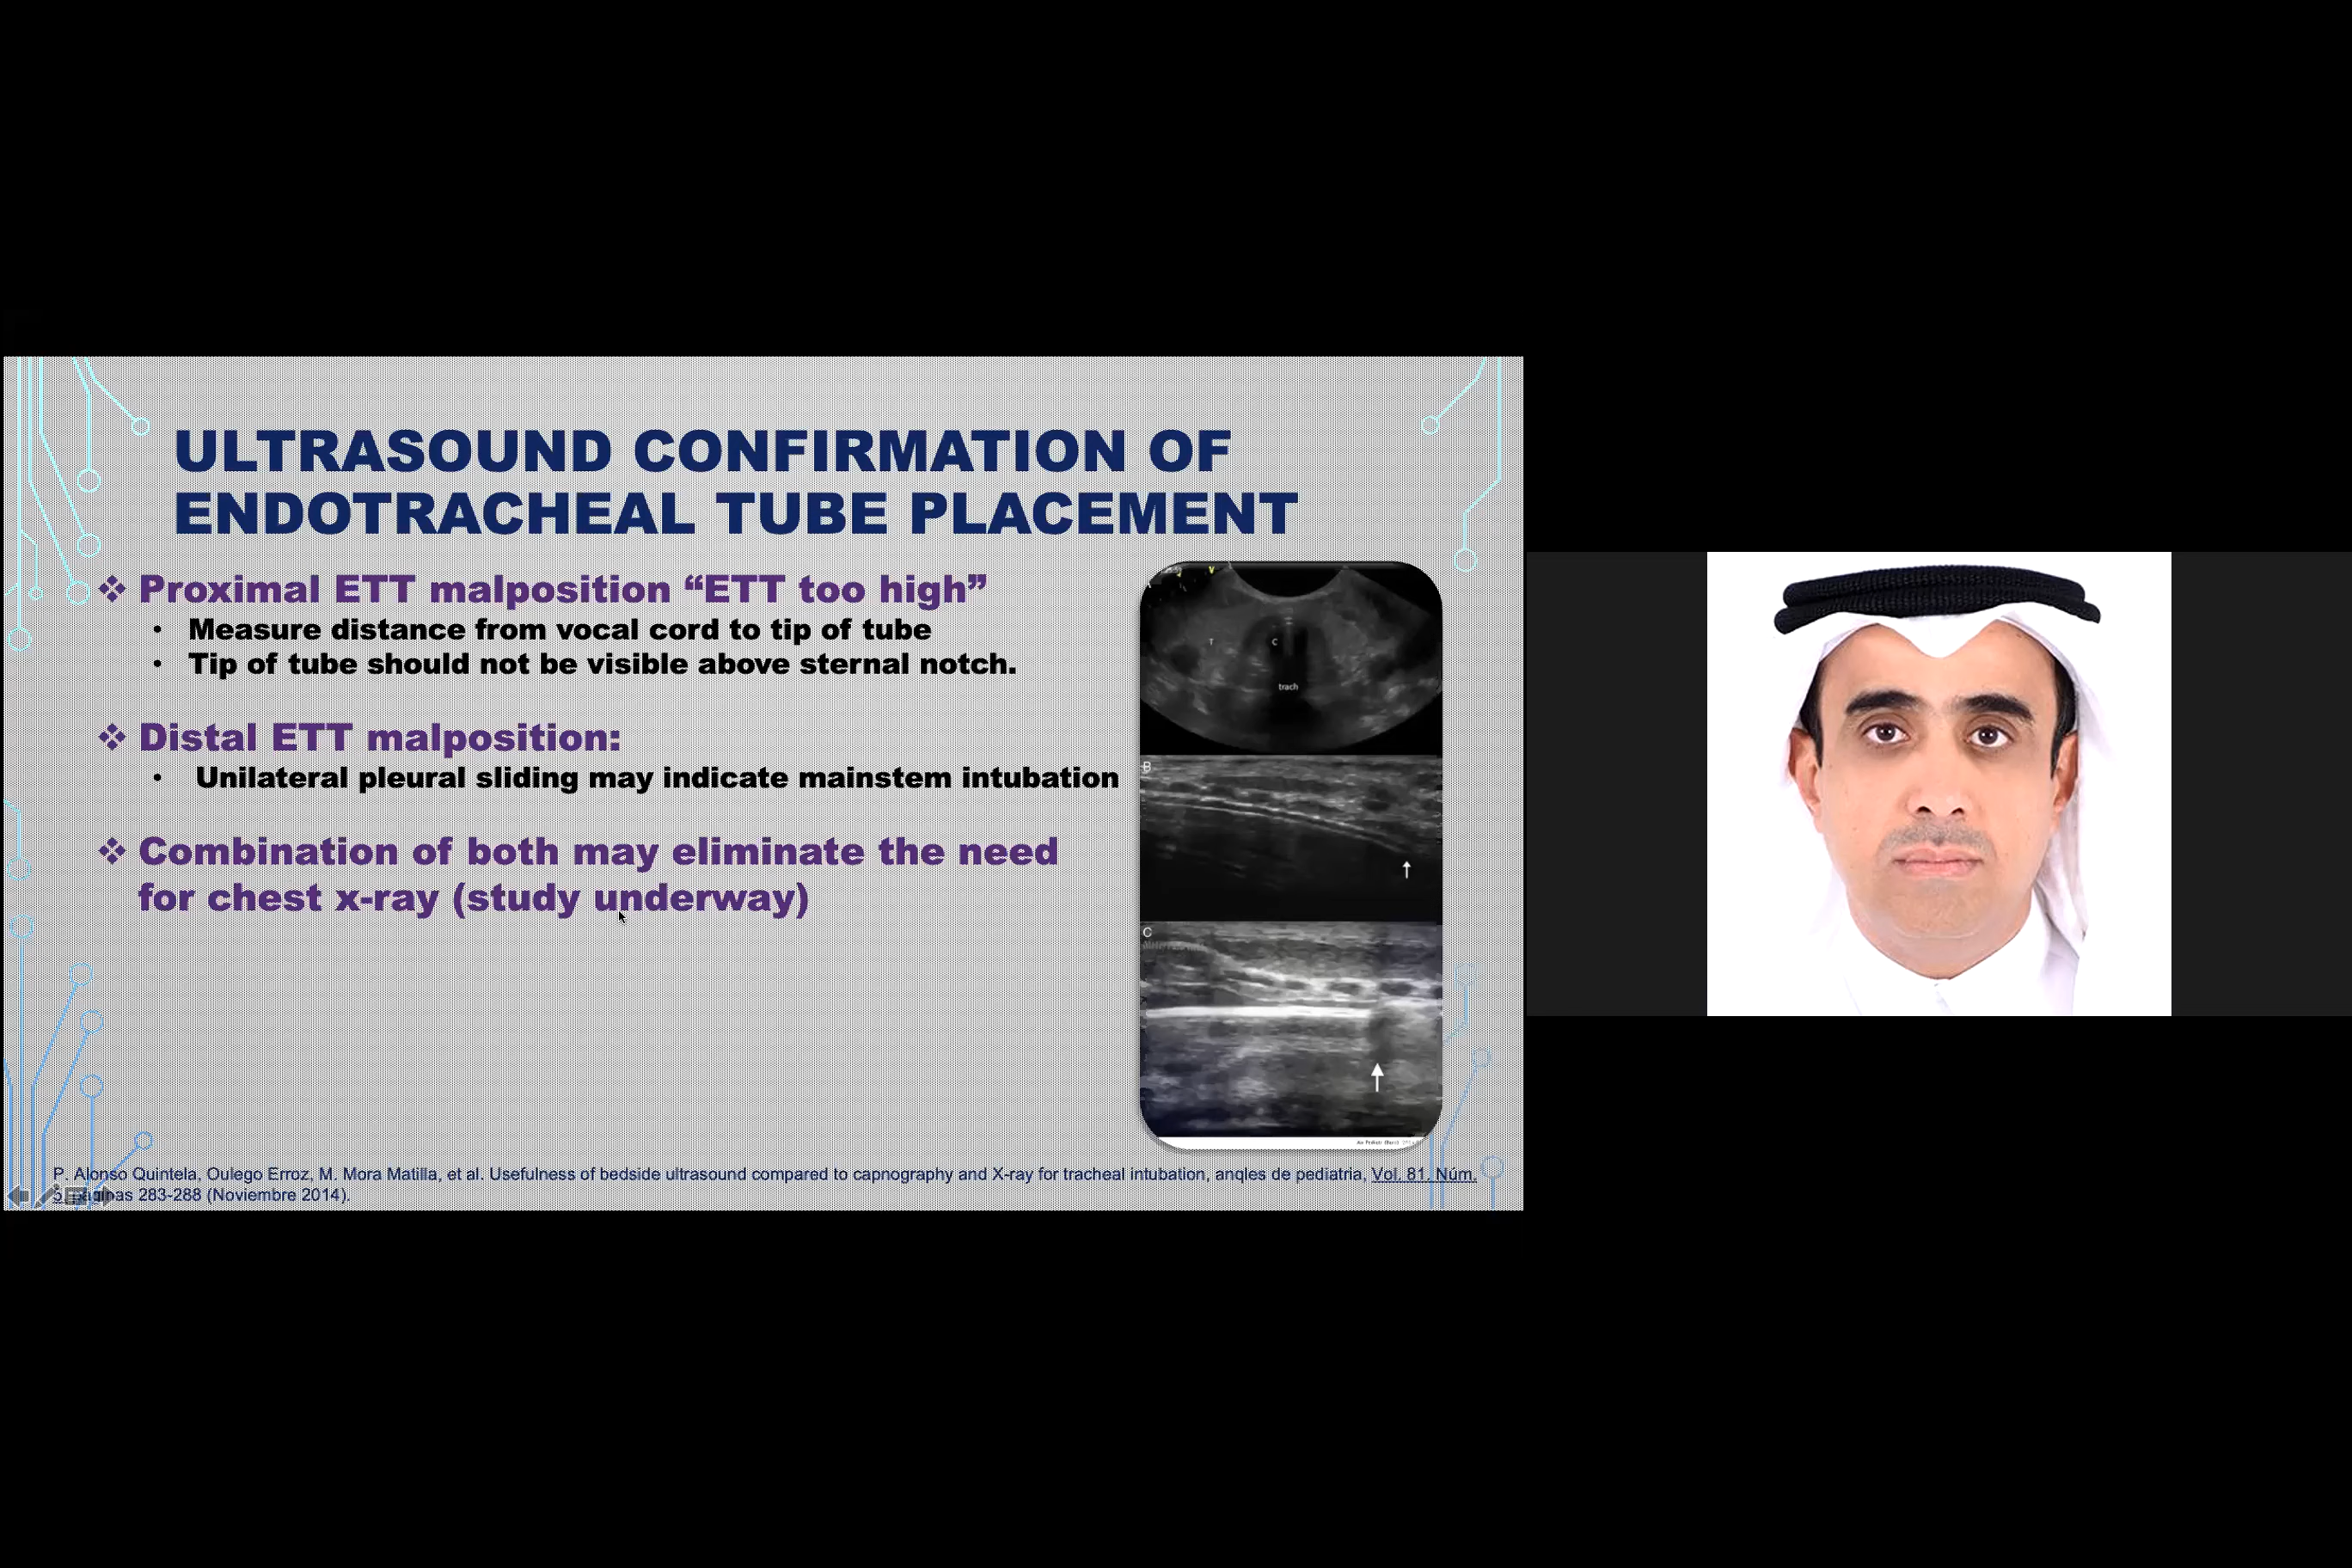 ULTRASOUND CONFIRMATION OF
ENDOTRACHEAL TUBE PLACEMENT
❖ Proximal ETT malposition “ETT too high”
• Measure distance from vocal cord to tip of tube
• Tip of tube should not be visible above sternal notch.
❖ Distal ETT malposition:
• Unilateral pleural sliding may indicate mainstem intubation
❖ Combination of both may eliminate the need
for chest x-ray (study underway)
V
T C
trach
B
C
P. Alonso Quintela, Oulego Erroz, M. Mora Matilla, et al. Usefulness of bedside ultrasound compared to capnography and X-ray for tracheal intubation, anqles de pediatria, Vol. 81. Núm.
5. páginas 283-288 (Noviembre 2014).